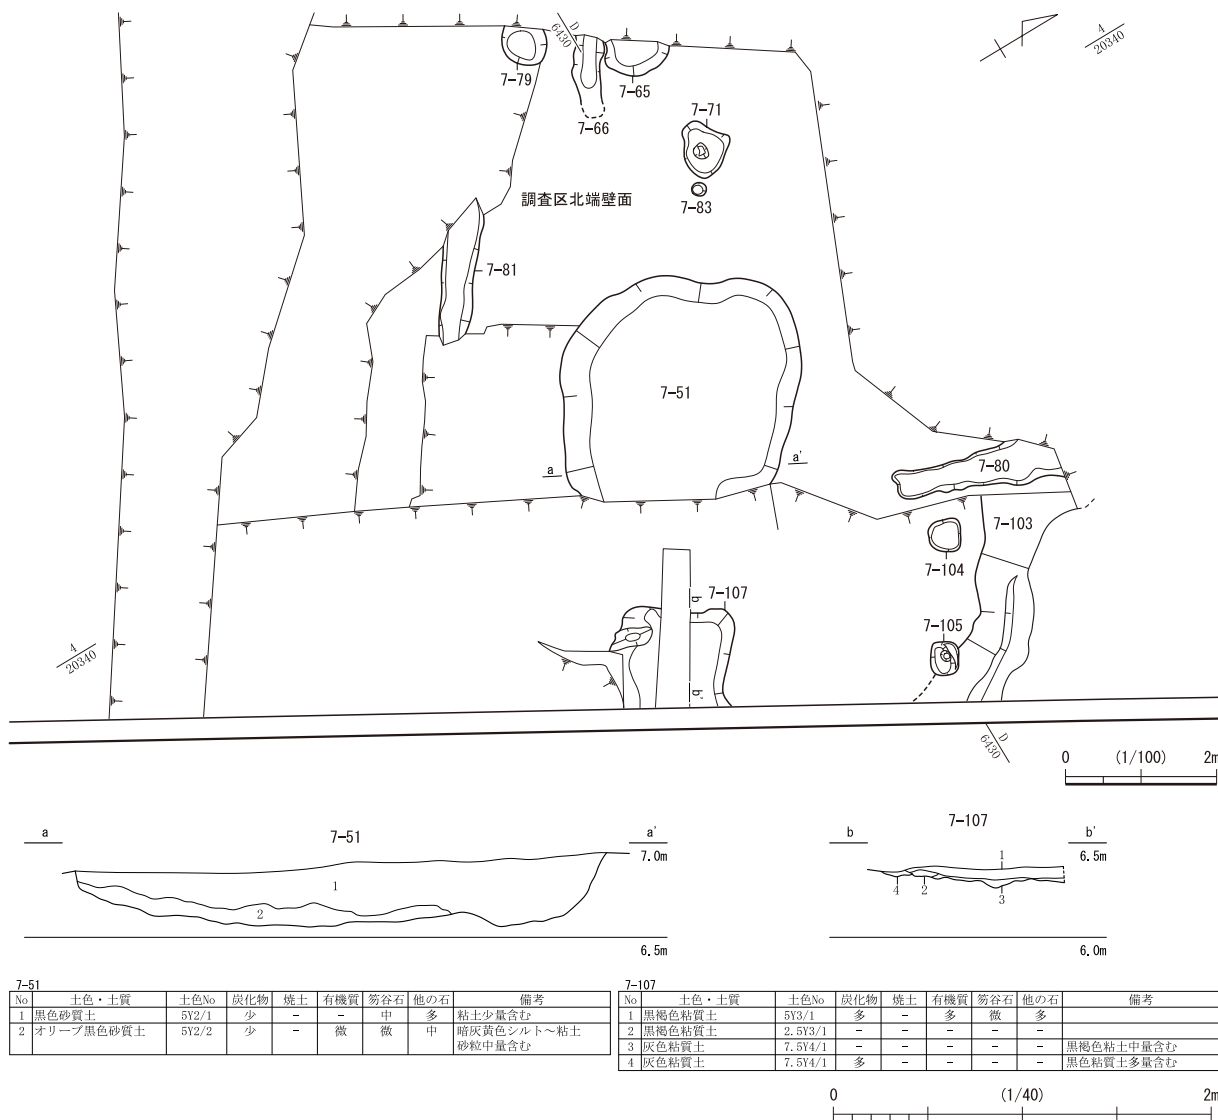 D
6430
4
20340
7-79
7-65
7-66
7-71
7-83
調査区北端壁面
7-81
7-51
a
a'
7-80
7-103
7-104
7-107
b
7-105
b'
4
20340
D
6430
0 (1/100) 2m
a 7-51 a'
7.0m
1
2
6.5m
7-107
b b'
6.5m
1
4 2 3
6.0m
7-51
No 土色・土質 土色No 炭化物 焼土 有機質 笏谷石 他の石 備考
1 黒色砂質土 5Y2/1 少 - - 中 多 粘土少量含む
2 オリーブ黒色砂質土 5Y2/2 少 - 微 微 中 暗灰黄色シルト～粘土
砂粒中量含む
7-107
No 土色・土質 土色No 炭化物 焼土 有機質 笏谷石 他の石 備考
1 黒褐色粘質土 5Y3/1 多 - 多 微 多
2 黒褐色粘質土 2.5Y3/1 - - - - -
3 灰色粘質土 7.5Y4/1 - - - - - 黒褐色粘土中量含む
4 灰色粘質土 7.5Y4/1 多 - - - - 黒色粘質土多量含む
0 (1/40) 2m